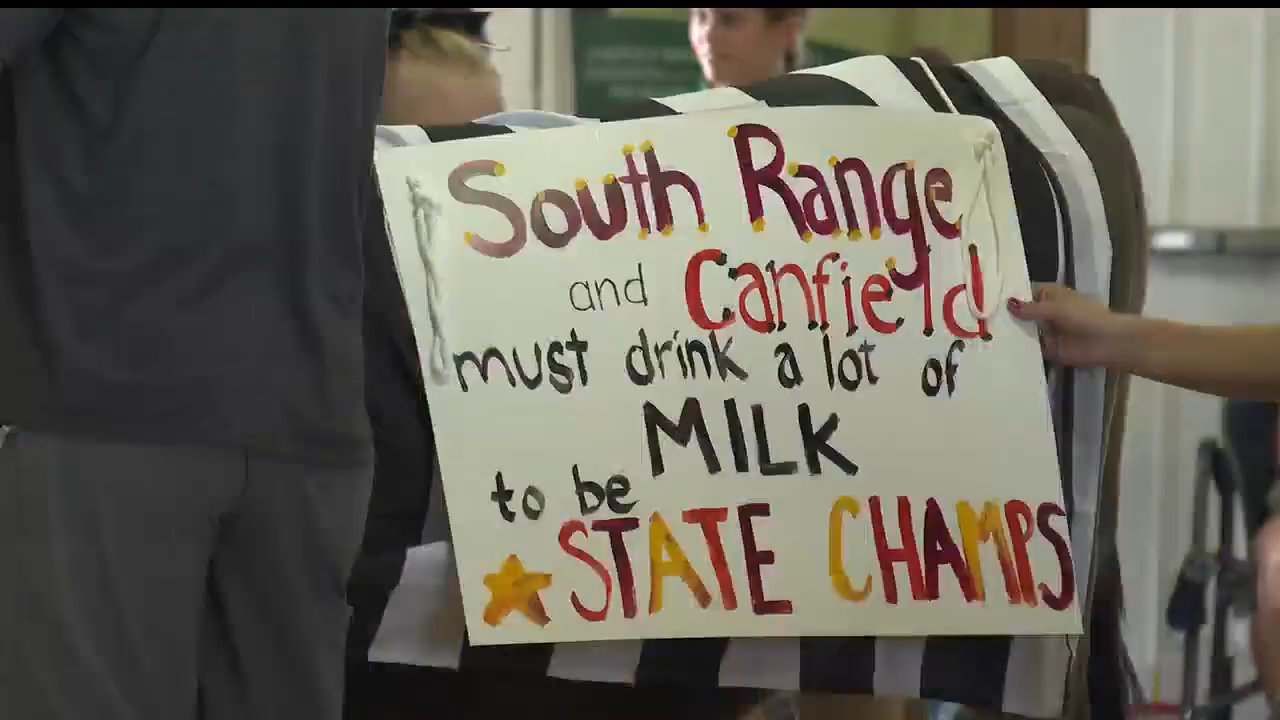 South Range
and Canfield
must drink a lot of
MILK
to be
STATE CHAMPS